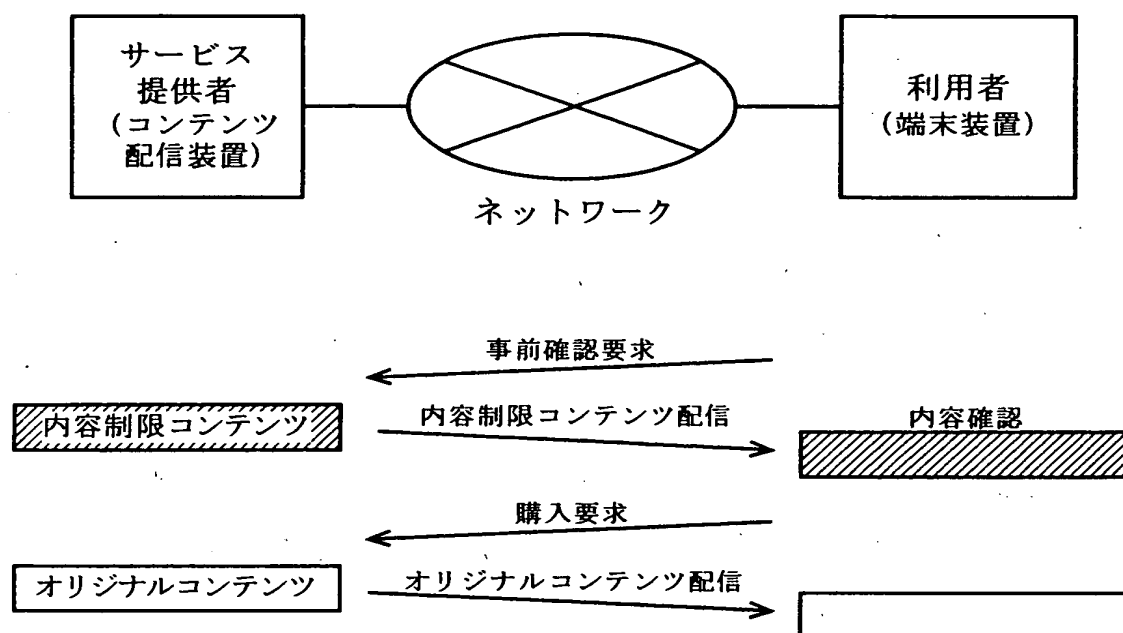 サービス
提供者
(コンテンツ
配信装置)
ネットワーク
利用者
(端末装置)
事前確認要求
内容制限コンテンツ
内容制限コンテンツ配信
内容確認
購入要求
オリジナルコンテンツ
オリジナルコンテンツ配信